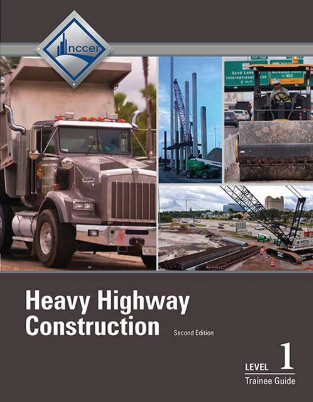 nccer
Heavy Highway
Construction
Second Edition
LEVEL 1
Trainee Guide